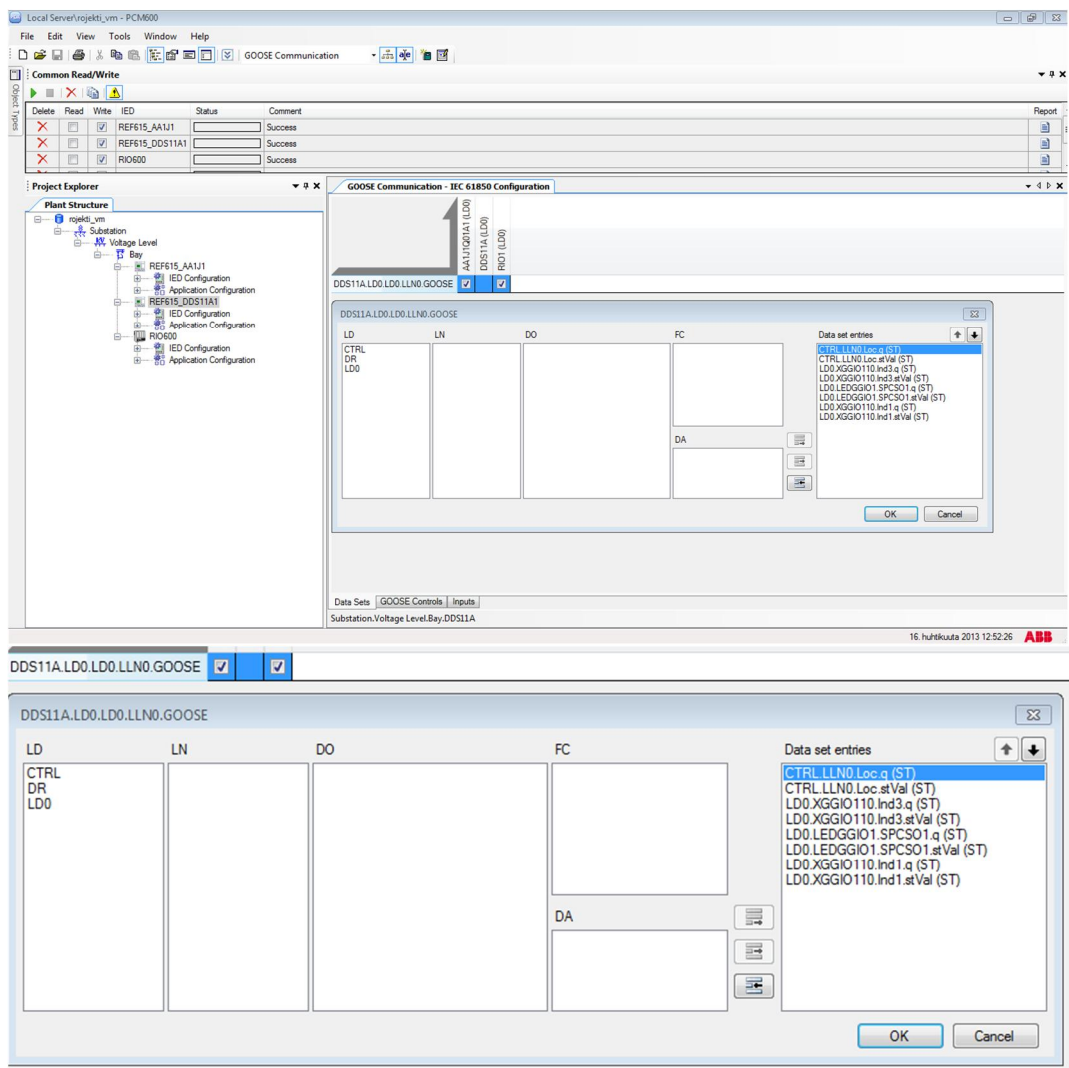 Local Server\rojekti_vm - PCM600
File Edit View Tools Window Help
GOOSE Communication
Common Read/Write
Object Types
Delete Read Write IED Status Comment Report
REF615_AA1J1 Success
REF615_DDS11A1 Success
RIO600 Success
Project Explorer
Plant Structure
rojekti_vm
Substation
Voltage Level
Bay
REF615_AA1J1
IED Configuration
Application Configuration
REF615_DDS11A1
IED Configuration
Application Configuration
RIO600
IED Configuration
Application Configuration
GOOSE Communication - IEC 61850 Configuration
AA1J1Q01A1 (LD0)
DDS11A (LD0)
RIO1 (LD0)
DDS11A.LD0.LD0.LLN0.GOOSE
DDS11A.LD0.LD0.LLN0.GOOSE
LD LN DO FC Data set entries
CTRL
DR
LD0
DA
CTRL.LLN0.Loc.q (ST)
CTRL.LLN0.Loc.stVal (ST)
LD0.XGGIO110.Ind3.q (ST)
LD0.XGGIO110.Ind3.stVal (ST)
LD0.LEDGGIO1.SPCSO1.q (ST)
LD0.LEDGGIO1.SPCSO1.stVal (ST)
LD0.XGGIO110.Ind1.q (ST)
LD0.XGGIO110.Ind1.stVal (ST)
OK Cancel
Data Sets GOOSE Controls Inputs
Substation.Voltage Level.Bay.DDS11A
16. huhtikuuta 2013 12:52:26 ABB
DDS11A.LD0.LD0.LLN0.GOOSE
DDS11A.LD0.LD0.LLN0.GOOSE
LD LN DO FC Data set entries
CTRL
DR
LD0
DA
CTRL.LLN0.Loc.q (ST)
CTRL.LLN0.Loc.stVal (ST)
LD0.XGGIO110.Ind3.q (ST)
LD0.XGGIO110.Ind3.stVal (ST)
LD0.LEDGGIO1.SPCSO1.q (ST)
LD0.LEDGGIO1.SPCSO1.stVal (ST)
LD0.XGGIO110.Ind1.q (ST)
LD0.XGGIO110.Ind1.stVal (ST)
OK Cancel